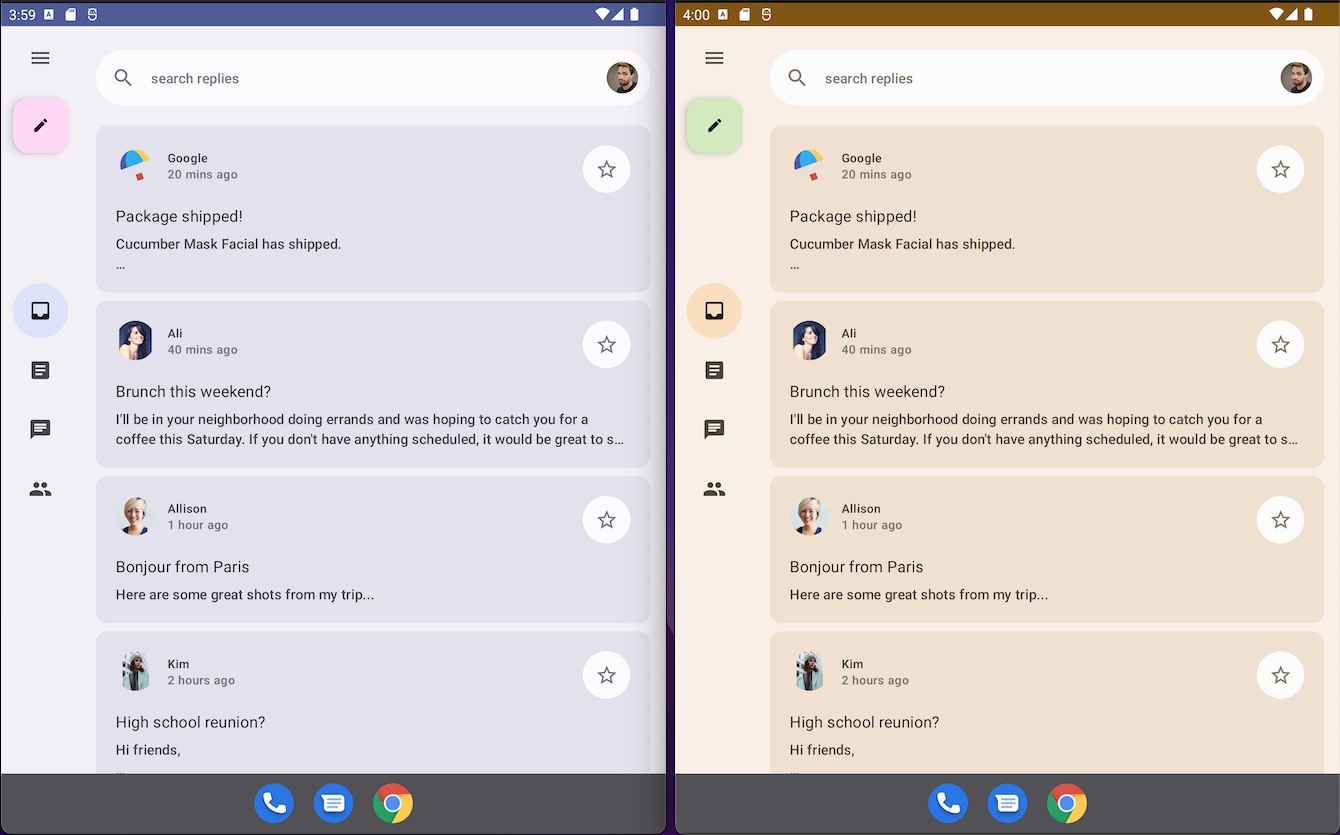 3:59
search replies
Google
20 mins ago
Package shipped!
Cucumber Mask Facial has shipped.
...
Ali
40 mins ago
Brunch this weekend?
I'll be in your neighborhood doing errands and was hoping to catch you for a
coffee this Saturday. If you don't have anything scheduled, it would be great to s...
Allison
1 hour ago
Bonjour from Paris
Here are some great shots from my trip...
Kim
2 hours ago
High school reunion?
Hi friends,
4:00
search replies
Google
20 mins ago
Package shipped!
Cucumber Mask Facial has shipped.
...
Ali
40 mins ago
Brunch this weekend?
I'll be in your neighborhood doing errands and was hoping to catch you for a
coffee this Saturday. If you don't have anything scheduled, it would be great to s...
Allison
1 hour ago
Bonjour from Paris
Here are some great shots from my trip...
Kim
2 hours ago
High school reunion?
Hi friends,